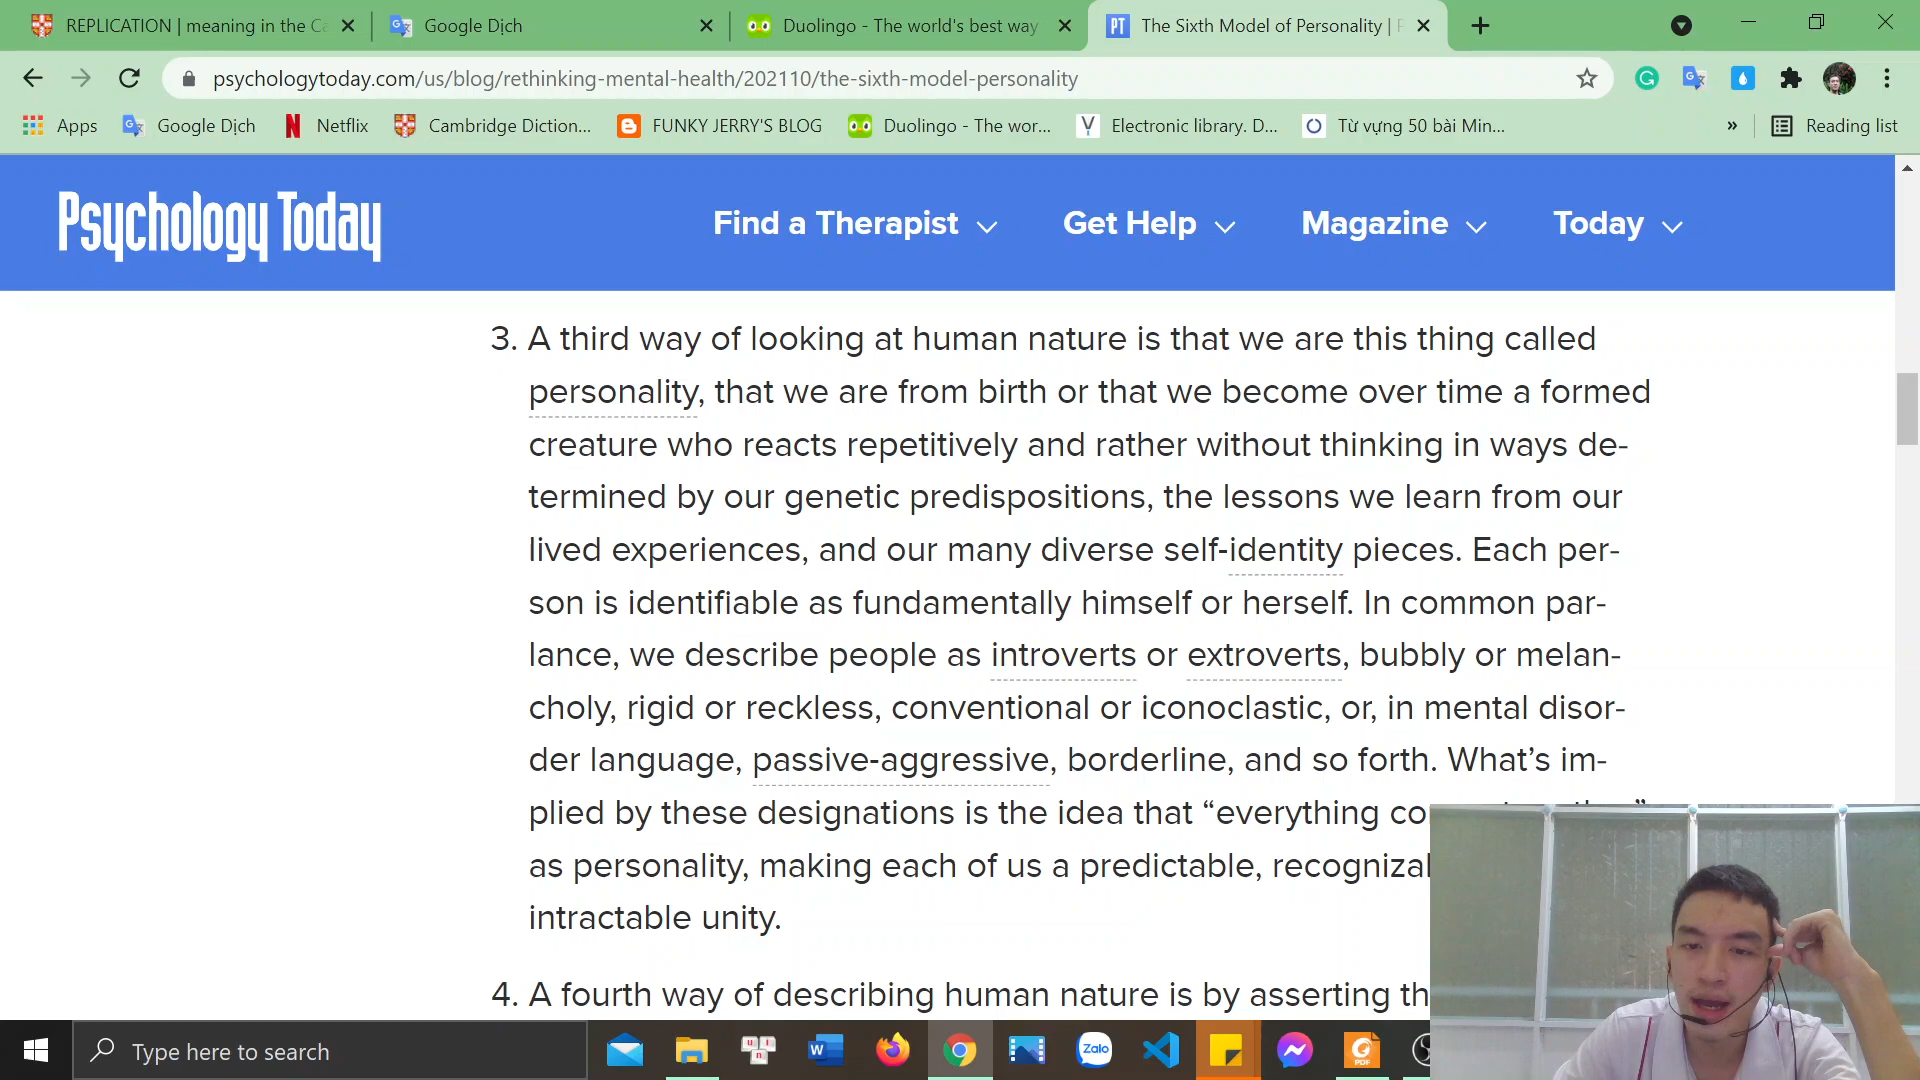 REPLICATION | meaning in the Ca
Google Dịch
Duolingo - The world's best way
The Sixth Model of Personality |
psychologytoday.com/us/blog/rethinking-mental-health/202110/the-sixth-model-personality
Apps
Google Dịch
Netflix
Cambridge Diction...
FUNKY JERRY'S BLOG
Duolingo - The wor...
Electronic library. D...
Từ vựng 50 bài Min...
»
Reading list
Psychology Today
Find a Therapist
Get Help
Magazine
Today
3. A third way of looking at human nature is that we are this thing called
personality, that we are from birth or that we become over time a formed
creature who reacts repetitively and rather without thinking in ways de-
termined by our genetic predispositions, the lessons we learn from our
lived experiences, and our many diverse self-identity pieces. Each per-
son is identifiable as fundamentally himself or herself. In common par-
lance, we describe people as introverts or extroverts, bubbly or melan-
choly, rigid or reckless, conventional or iconoclastic, or, in mental disor-
der language, passive-aggressive, borderline, and so forth. What’s im-
plied by these designations is the idea that “everything co
as personality, making each of us a predictable, recognizal
intractable unity.
4. A fourth way of describing human nature is by asserting th
Type here to search